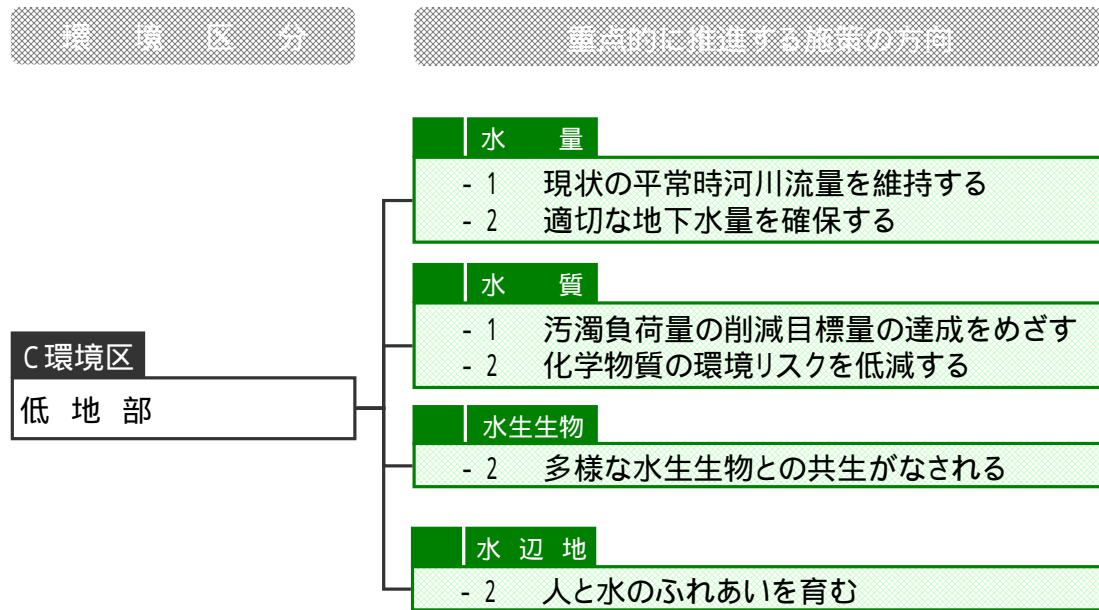 環境区分
重点的に推進する施策の方向
水 量
- 1 現状の平常時河川流量を維持する
- 2 適切な地下水量を確保する
水 質
- 1 汚濁負荷量の削減目標量の達成をめざす
- 2 化学物質の環境リスクを低減する
C環境区
低 地 部
水生生物
- 2 多様な水生生物との共生がなされる
水 辺 地
- 2 人と水のふれあいを育む